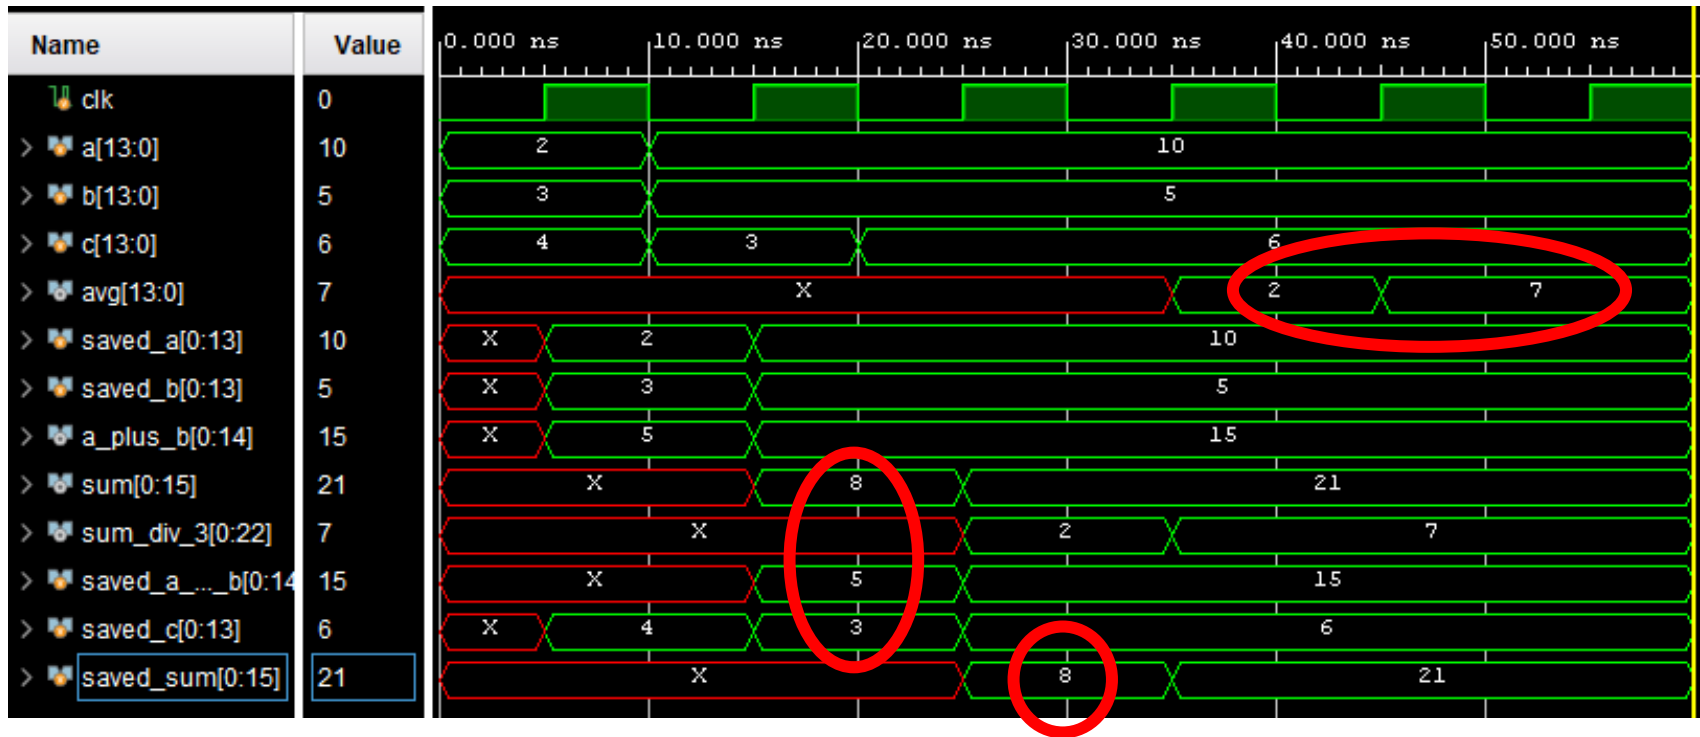 Name Value 0.000 ns 10.000 ns 20.000 ns 30.000 ns 40.000 ns 50.000 ns
clk 0
a[13:0] 10 2 10
b[13:0] 5 3 5
c[13:0] 6 4 3 6
avg[13:0] 7 X 2 7
saved_a[0:13] 10 X 2 10
saved_b[0:13] 5 X 3 5
a_plus_b[0:14] 15 X 5 15
sum[0:15] 21 X 8 21
sum_div_3[0:22] 7 X 2 7
saved_a_..._b[0:14 15 X 5 15
saved_c[0:13] 6 X 4 3 6
saved_sum[0:15] 21 X 8 21